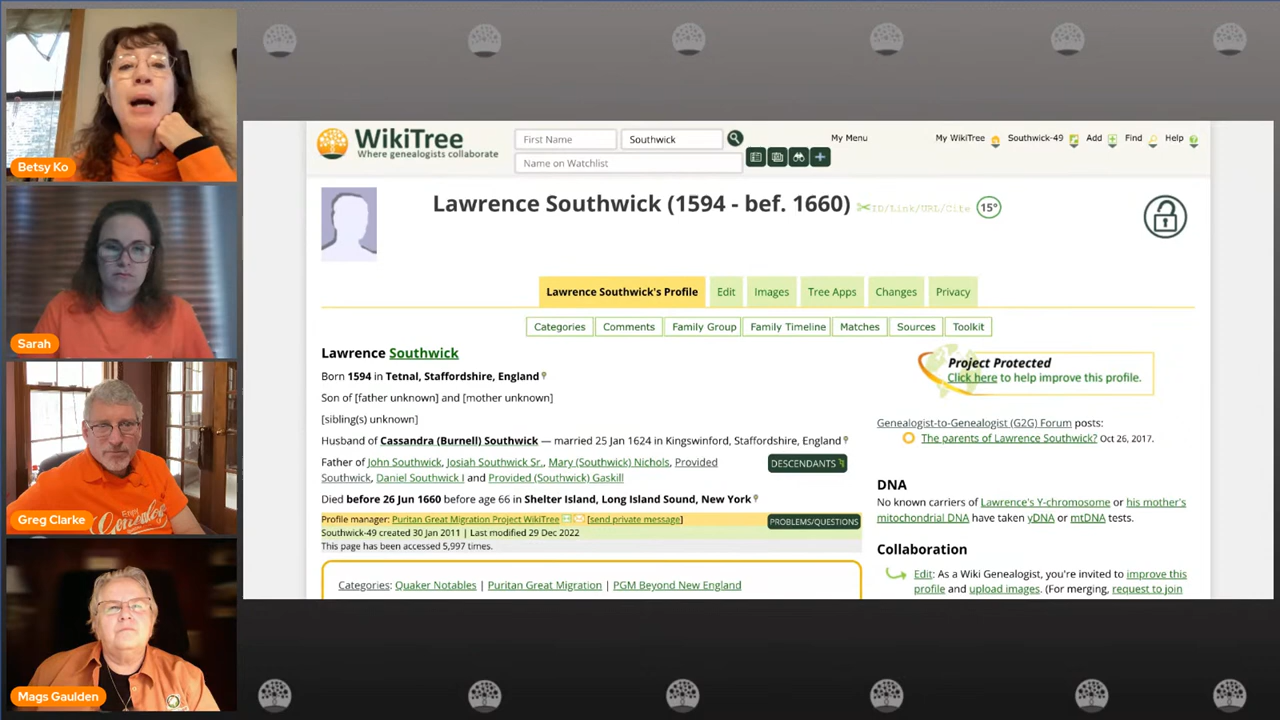 Betsy Ko
Sarah
Greg Clarke
Mags Gaulden
WikiTree
Where genealogists collaborate
First Name
Southwick
Name on Watchlist
My Menu
My WikiTree
Southwick-49
Add
Find
Help
Lawrence Southwick (1594 - bef. 1660)
ID/Link/URL/Cite
15°
Lawrence Southwick's Profile
Edit
Images
Tree Apps
Changes
Privacy
Categories
Comments
Family Group
Family Timeline
Matches
Sources
Toolkit
Lawrence Southwick
Born 1594 in Tetnal, Staffordshire, England
Son of [father unknown] and [mother unknown]
[sibling(s) unknown]
Husband of Cassandra (Burnell) Southwick — married 25 Jan 1624 in Kingswinford, Staffordshire, England
Father of John Southwick, Josiah Southwick Sr., Mary (Southwick) Nichols, Provided
Southwick, Daniel Southwick I and Provided (Southwick) Gaskill
DESCENDANTS
Died before 26 Jun 1660 before age 66 in Shelter Island, Long Island Sound, New York
Profile manager: Puritan Great Migration Project WikiTree [send private message]
Southwick-49 created 30 Jan 2011 | Last modified 29 Dec 2022
This page has been accessed 5,997 times.
PROBLEMS/QUESTIONS
Categories: Quaker Notables | Puritan Great Migration | PGM Beyond New England
Project Protected
Click here to help improve this profile.
Genealogist-to-Genealogist (G2G) Forum posts:
The parents of Lawrence Southwick? Oct 26, 2017.
DNA
No known carriers of Lawrence's Y-chromosome or his mother's
mitochondrial DNA have taken yDNA or mtDNA tests.
Collaboration
Edit: As a Wiki Genealogist, you're invited to improve this
profile and upload images. (For merging, request to join